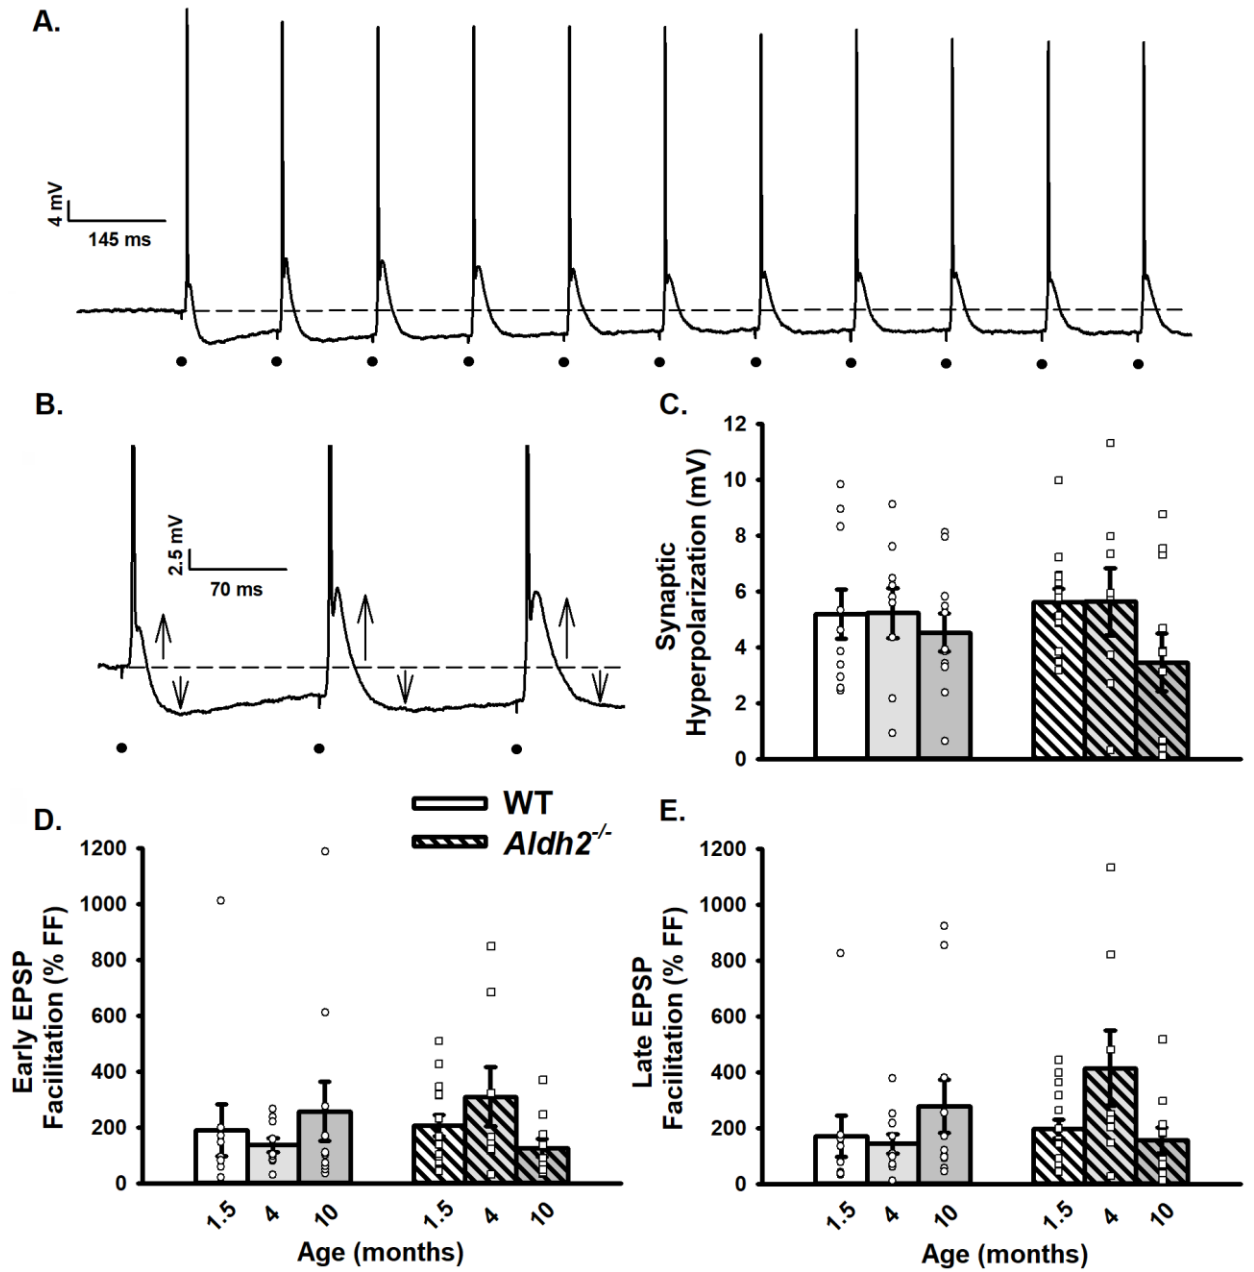 A.
4 mV
145 ms
B.
2.5 mV
70 ms
C.
Synaptic
Hyperpolarization (mV)
12
10
8
6
4
2
0
WT
Aldh2-/-
D.
Early EPSP
Facilitation (% FF)
1200
1000
800
600
400
200
0
1.5 4 10 1.5 4 10
Age (months)
E.
Late EPSP
Facilitation (% FF)
1200
1000
800
600
400
200
0
1.5 4 10 1.5 4 10
Age (months)